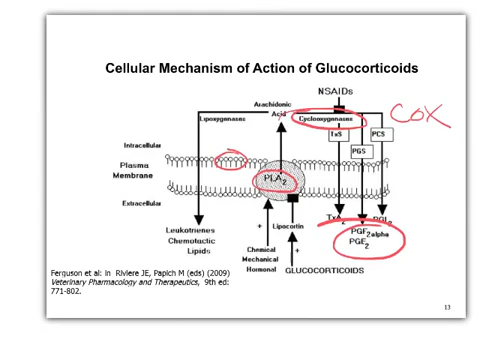 Cellular Mechanism of Action of Glucocorticoids
NSAIDs
Arachidonic
Acid
Lipoxygenases
Cyclooxygenases
COX
TxS
PCS
PGS
Intracellular
Plasma
Membrane
PLA2
Extracellular
TxA2
PGI2
PGF2 alpha
PGE2
Leukotrienes
Chemotactic
Lipids
+
Lipocortin
Chemical
Mechanical
Hormonal
+
GLUCOCORTICOIDS
Ferguson et al: in Riviere JE, Papich M (eds) (2009)
Veterinary Pharmacology and Therapeutics, 9th ed:
771-802.
13